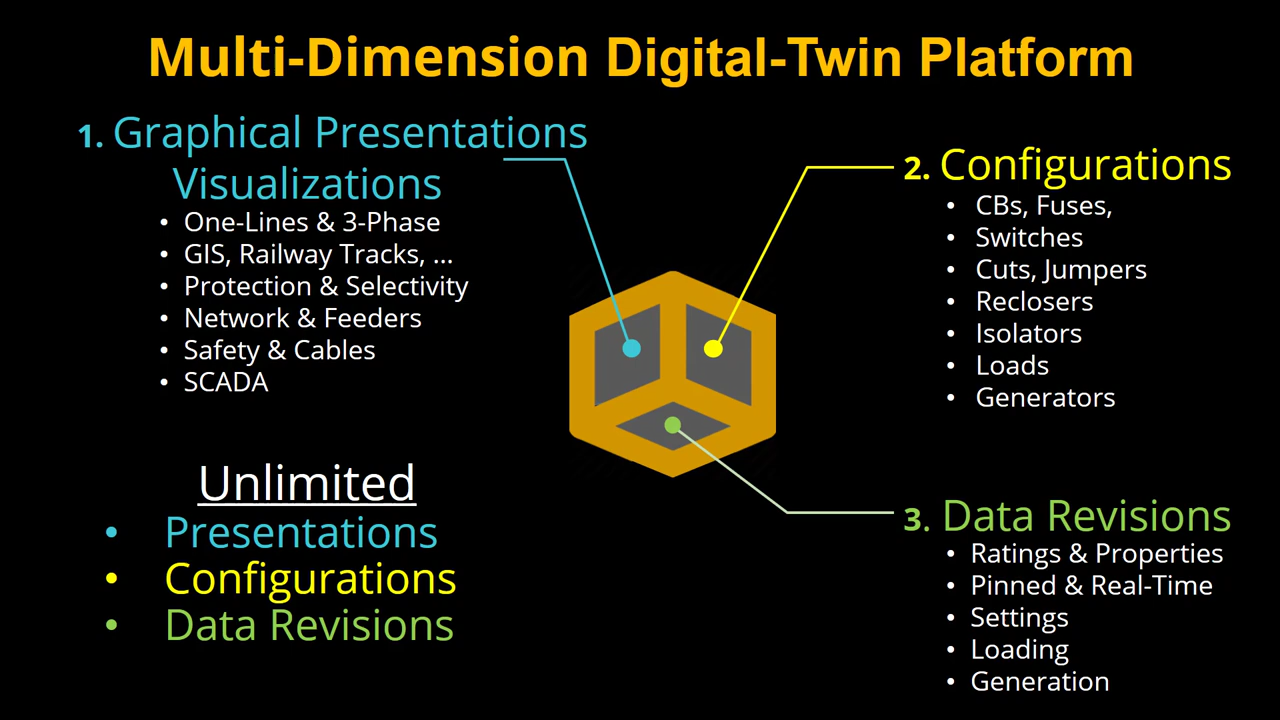 Multi-Dimension Digital-Twin Platform
1. Graphical Presentations
Visualizations
• One-Lines & 3-Phase
• GIS, Railway Tracks, ...
• Protection & Selectivity
• Network & Feeders
• Safety & Cables
• SCADA
2. Configurations
• CBs, Fuses,
• Switches
• Cuts, Jumpers
• Reclosers
• Isolators
• Loads
• Generators
Unlimited
• Presentations
• Configurations
• Data Revisions
3. Data Revisions
• Ratings & Properties
• Pinned & Real-Time
• Settings
• Loading
• Generation